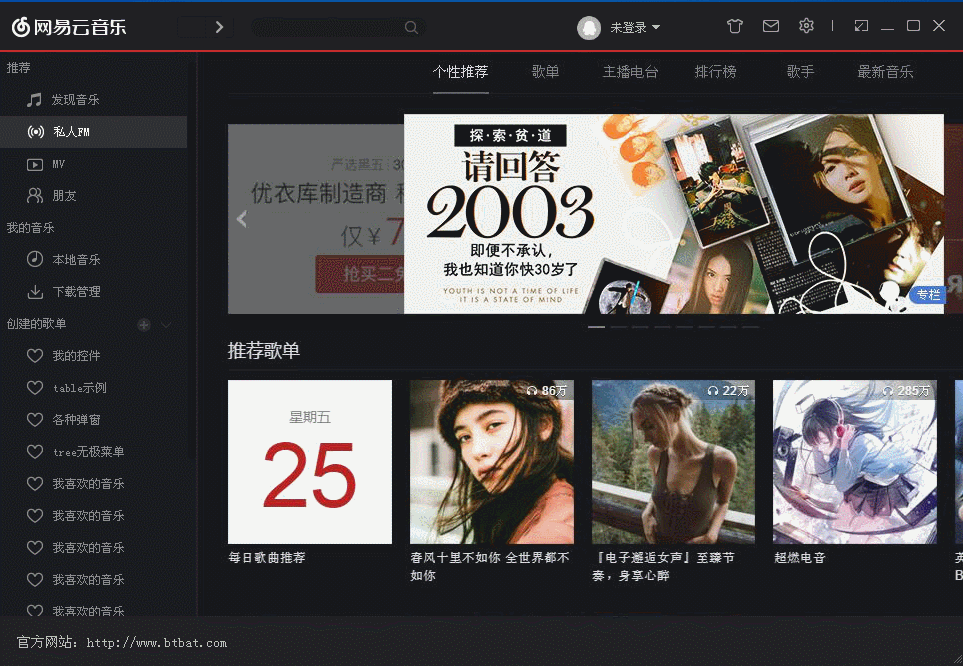 网易云音乐
未登录
推荐
发现音乐
私人FM
MV
朋友
我的音乐
本地音乐
下载管理
创建的歌单
我的控件
table示例
各种弹窗
tree无极菜单
我喜欢的音乐
我喜欢的音乐
我喜欢的音乐
我喜欢的音乐
我喜欢的音乐
个性推荐
歌单
主播电台
排行榜
歌手
最新音乐
严选黑五
优衣库制造商
仅¥7
抢买二免
探·索·贫·道
请回答
2003
即便不承认，
我也知道你快30岁了
YOUTH IS NOT A TIME OF LIFE
IT IS A STATE OF MIND
专栏
推荐歌单
星期五
25
每日歌曲推荐
86万
春风十里不如你 全世界都不
如你
22万
『电子邂逅女声』至臻节
奏，身享心醉
285万
超燃电音
官方网站：http://www.btbat.com